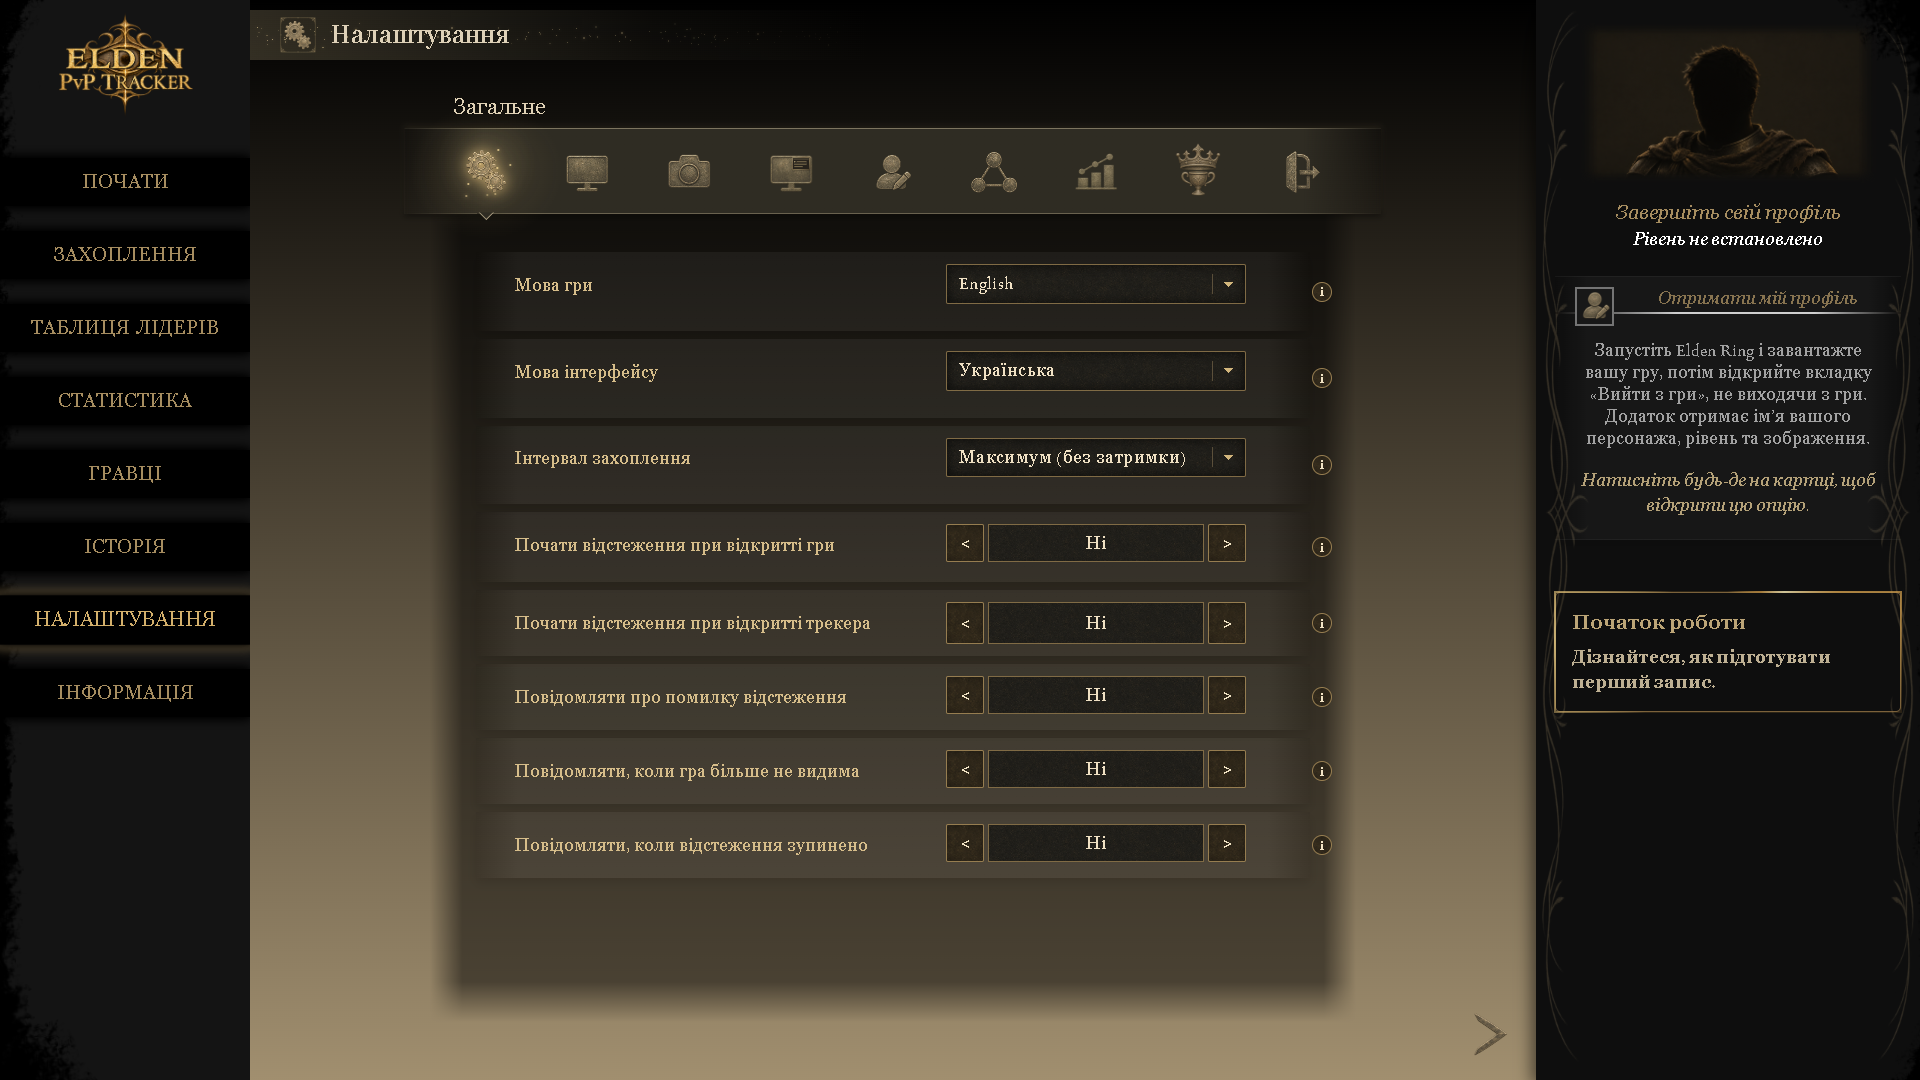 ELDEN
PvP TRACKER
ПОЧАТИ
ЗАХОПЛЕННЯ
ТАБЛИЦЯ ЛІДЕРІВ
СТАТИСТИКА
ГРАВЦІ
ІСТОРІЯ
НАЛАШТУВАННЯ
ІНФОРМАЦІЯ
Налаштування
Загальне
Мова гри
English
Мова інтерфейсу
Українська
Інтервал захоплення
Максимум (без затримки)
Почати відстеження при відкритті гри
< Ні >
Почати відстеження при відкритті трекера
< Ні >
Повідомляти про помилку відстеження
< Ні >
Повідомляти, коли гра більше не видима
< Ні >
Повідомляти, коли відстеження зупинено
< Ні >
Завершіть свій профіль
Рівень не встановлено
Отримати мій профіль
Запустіть Elden Ring і завантажте
вашу гру, потім відкрийте вкладку
«Вийти з гри», не виходячи з гри.
Додаток отримає ім'я вашого
персонажа, рівень та зображення.
Натисніть будь-де на картці, щоб
відкрити цю опцію.
Початок роботи
Дізнайтеся, як підготувати
перший запис.